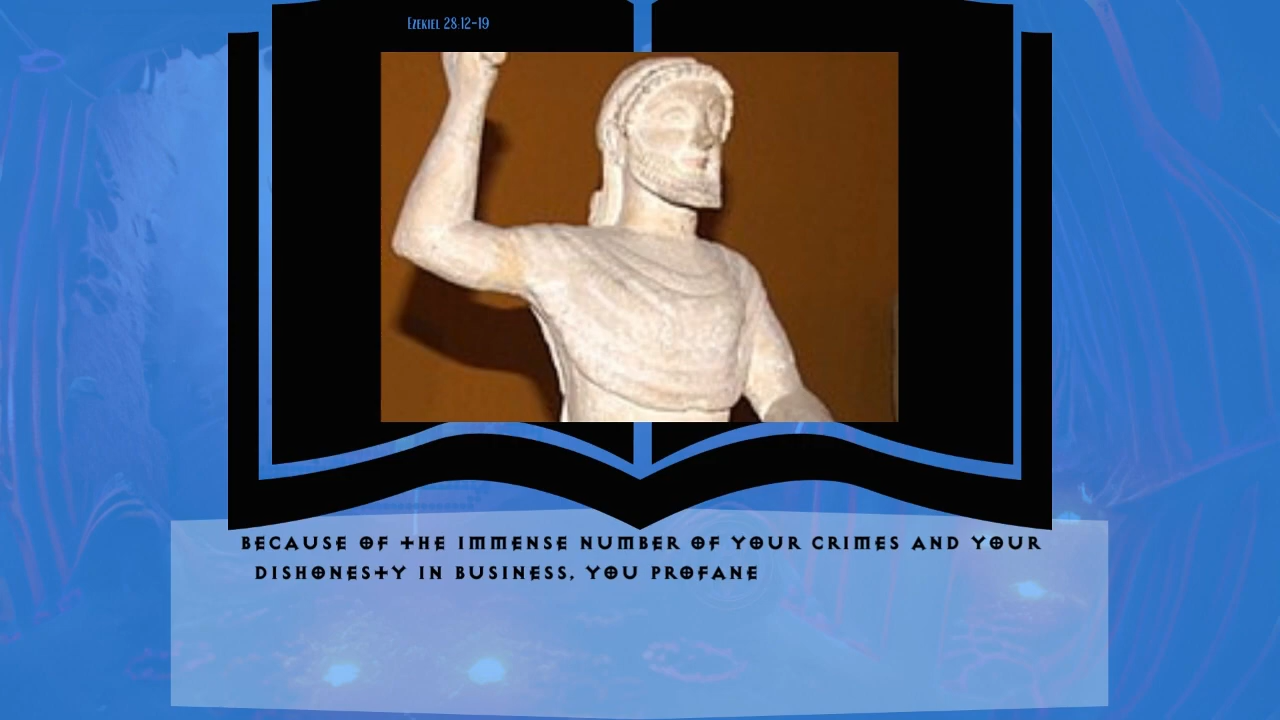 Ezekiel 28:12-19
BECAUSE OF THE IMMENSE NUMBER OF YOUR CRIMES AND YOUR
DISHONESTY IN BUSINESS, YOU PROFANE